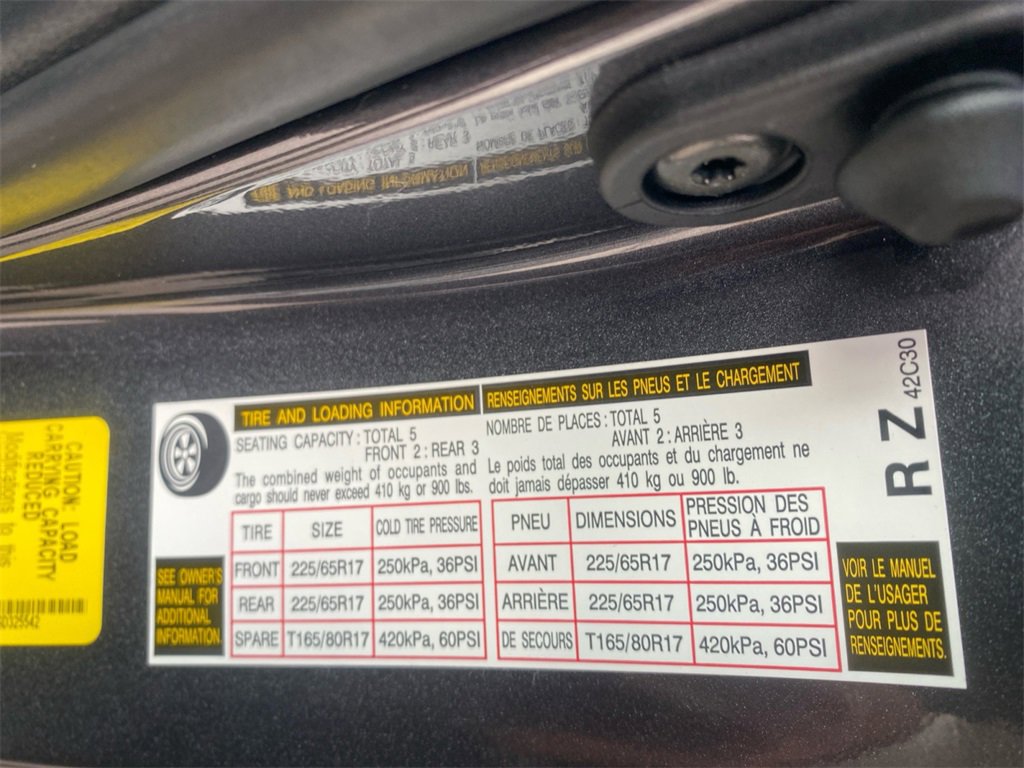 TIRE AND LOADING INFORMATION
SEATING CAPACITY : TOTAL 5
FRONT 2 : REAR 3
The combined weight of occupants and
cargo should never exceed 410 kg or 900 lbs.
RENSEIGNEMENTS SUR LES PNEUS ET LE CHARGEMENT
NOMBRE DE PLACES : TOTAL 5
AVANT 2 : ARRIÈRE 3
Le poids total des occupants et du chargement ne
doit jamais dépasser 410 kg ou 900 lb.
TIRE SIZE COLD TIRE PRESSURE
FRONT 225/65R17 250kPa, 36PSI
REAR 225/65R17 250kPa, 36PSI
SPARE T165/80R17 420kPa, 60PSI
PNEU DIMENSIONS PRESSION DES
PNEUS À FROID
AVANT 225/65R17 250kPa, 36PSI
ARRIÈRE 225/65R17 250kPa, 36PSI
DE SECOURS T165/80R17 420kPa, 60PSI
SEE OWNER'S
MANUAL FOR
ADDITIONAL
INFORMATION.
VOIR LE MANUEL
DE L'USAGER
POUR PLUS DE
RENSEIGNEMENTS.
R Z 42C30
CAUTION: LOAD
CARRYING CAPACITY
REDUCED
Modifications to this